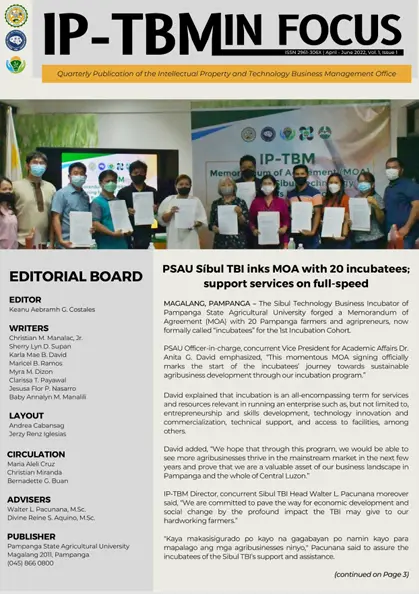 IP-TBM IN FOCUS
ISSN 2961-306X | April - June 2022, Vol. 1, Issue 1
Quarterly Publication of the Intellectual Property and Technology Business Management Office
IP-TBM
Memorandum of Agreement (MOA)
EDITORIAL BOARD
EDITOR
Keanu Aebramh G. Costales
WRITERS
Christian M. Manalac, Jr.
Sherry Lyn D. Supan
Karla Mae B. David
Maricel B. Ramos
Myra M. Dizon
Clarissa T. Payawal
Jesusa Flor P. Nasarro
Baby Annalyn M. Manalili
LAYOUT
Andrea Cabansag
Jerzy Renz Iglesias
CIRCULATION
Maria Aleli Cruz
Christian Miranda
Bernadette G. Buan
ADVISERS
Walter L. Pacunana, M.Sc.
Divine Reine S. Aquino, M.Sc.
PUBLISHER
Pampanga State Agricultural University
Magalang 2011, Pampanga
(045) 866 0800
PSAU Síbul TBI inks MOA with 20 incubatees;
support services on full-speed
MAGALANG, PAMPANGA – The Sibul Technology Business Incubator of
Pampanga State Agricultural University forged a Memorandum of
Agreement (MOA) with 20 Pampanga farmers and agripreneurs, now
formally called "incubatees" for the 1st Incubation Cohort.
PSAU Officer-in-charge, concurrent Vice President for Academic Affairs Dr.
Anita G. David emphasized, "This momentous MOA signing officially
marks the start of the incubatees' journey towards sustainable
agribusiness development through our incubation program."
David explained that incubation is an all-encompassing term for services
and resources relevant in running an enterprise such as, but not limited to,
entrepreneurship and skills development, technology innovation and
commercialization, technical support, and access to facilities, among
others.
David added, "We hope that through this program, we would be able to
see more agribusinesses thrive in the mainstream market in the next few
years and prove that we are a valuable asset of our business landscape in
Pampanga and the whole of Central Luzon."
IP-TBM Director, concurrent Sibul TBI Head Walter L. Pacunana moreover
said, "We are committed to pave the way for economic development and
social change by the profound impact the TBI may give to our
hardworking farmers."
"Kaya makasisigurado po kayo na gagabayan po namin kayo para
mapalago ang mga agribusinesses ninyo," Pacunana said to assure the
incubatees of the Sibul TBI's support and assistance.
(continued on Page 3)